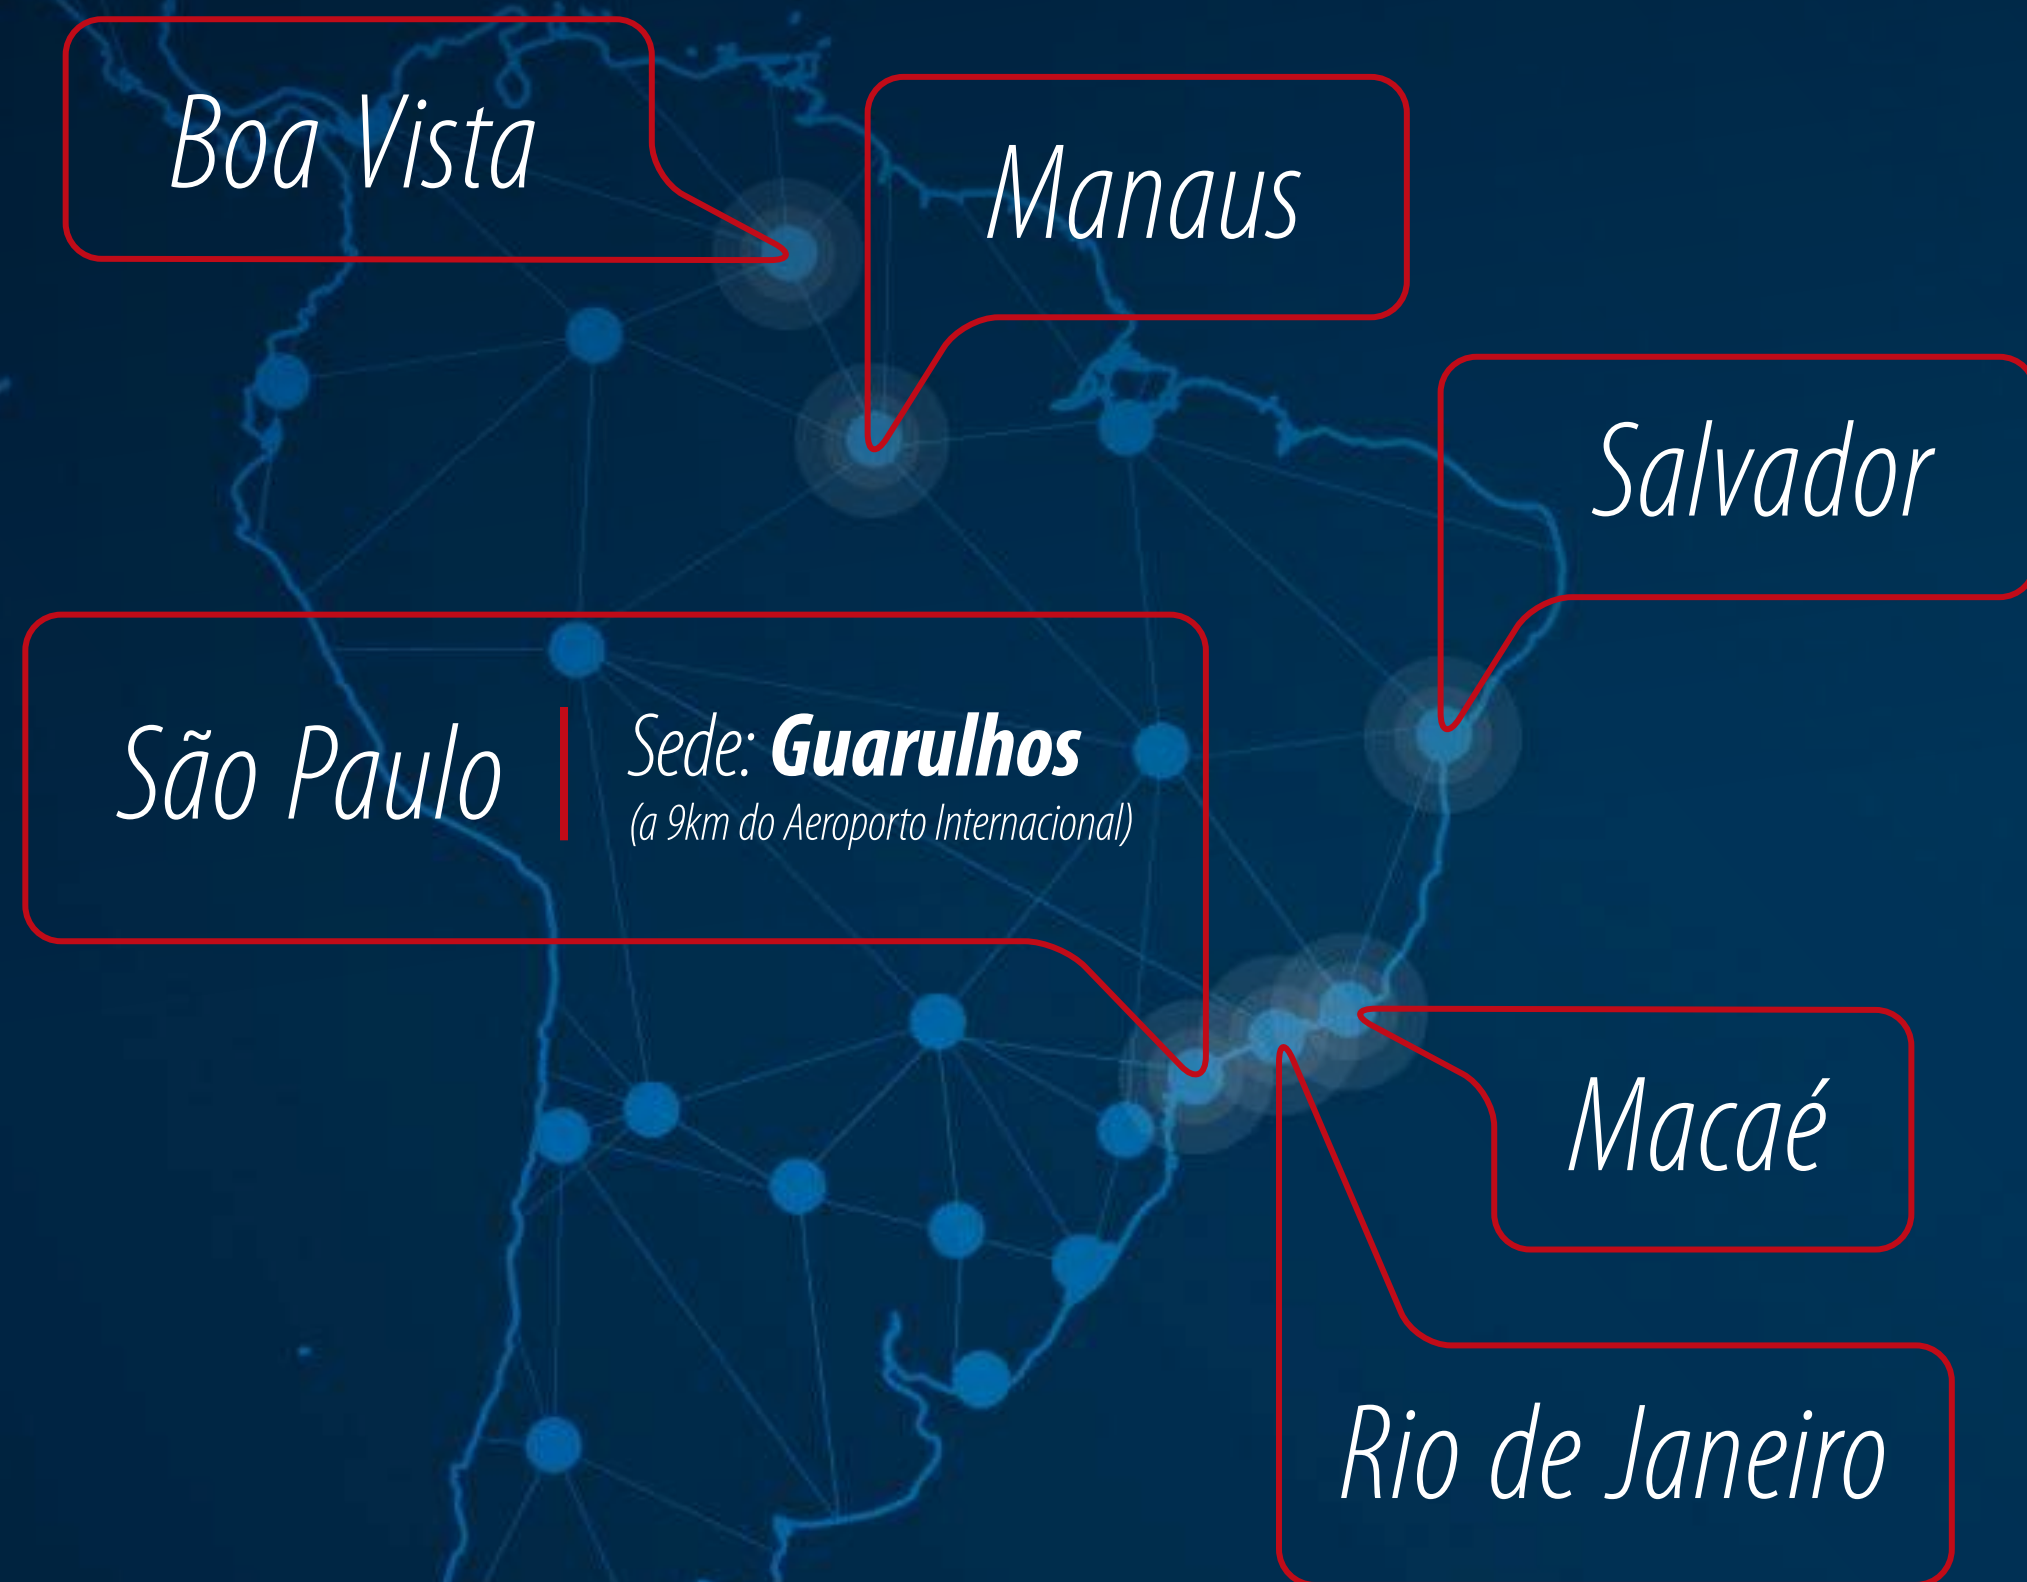 Boa Vista
Manaus
Salvador
São Paulo
Sede: Guarulhos
(a 9km do Aeroporto Internacional)
Macaé
Rio de Janeiro